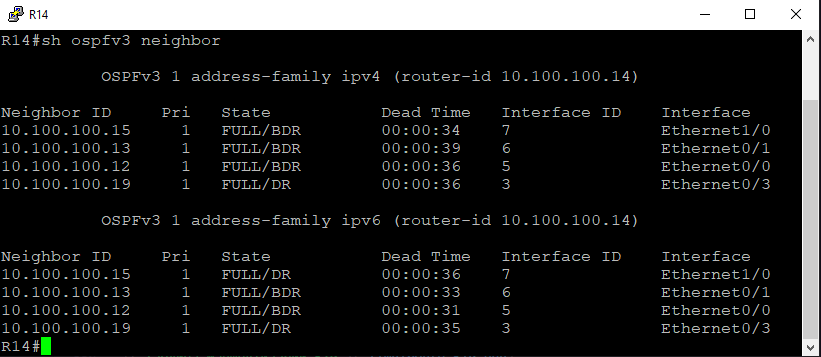 R14
R14#sh ospfv3 neighbor
OSPFv3 1 address-family ipv4 (router-id 10.100.100.14)
Neighbor ID Pri State Dead Time Interface ID Interface
10.100.100.15 1 FULL/BDR 00:00:34 7 Ethernet1/0
10.100.100.13 1 FULL/BDR 00:00:39 6 Ethernet0/1
10.100.100.12 1 FULL/BDR 00:00:36 5 Ethernet0/0
10.100.100.19 1 FULL/DR 00:00:36 3 Ethernet0/3
OSPFv3 1 address-family ipv6 (router-id 10.100.100.14)
Neighbor ID Pri State Dead Time Interface ID Interface
10.100.100.15 1 FULL/DR 00:00:36 7 Ethernet1/0
10.100.100.13 1 FULL/BDR 00:00:33 6 Ethernet0/1
10.100.100.12 1 FULL/BDR 00:00:31 5 Ethernet0/0
10.100.100.19 1 FULL/DR 00:00:35 3 Ethernet0/3
R14#